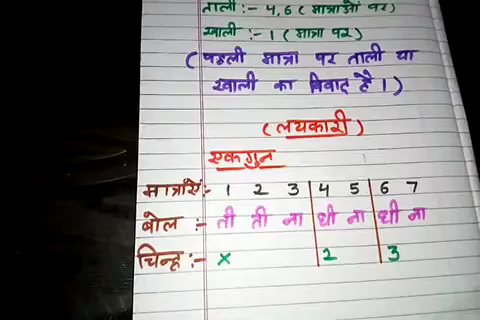 ताली :- 4,6 ( मात्राओं पर )
खाली :- 1 ( मात्रा पर )
( पहली मात्रा पर ताली या
खाली का विवाद है । )
( लयकारी )
एकगुन
मात्राऐं:- 1 2 3 | 4 5 | 6 7
बोल :- ती ती ना | धी ना | धी ना
चिन्ह :- x | 2 | 3